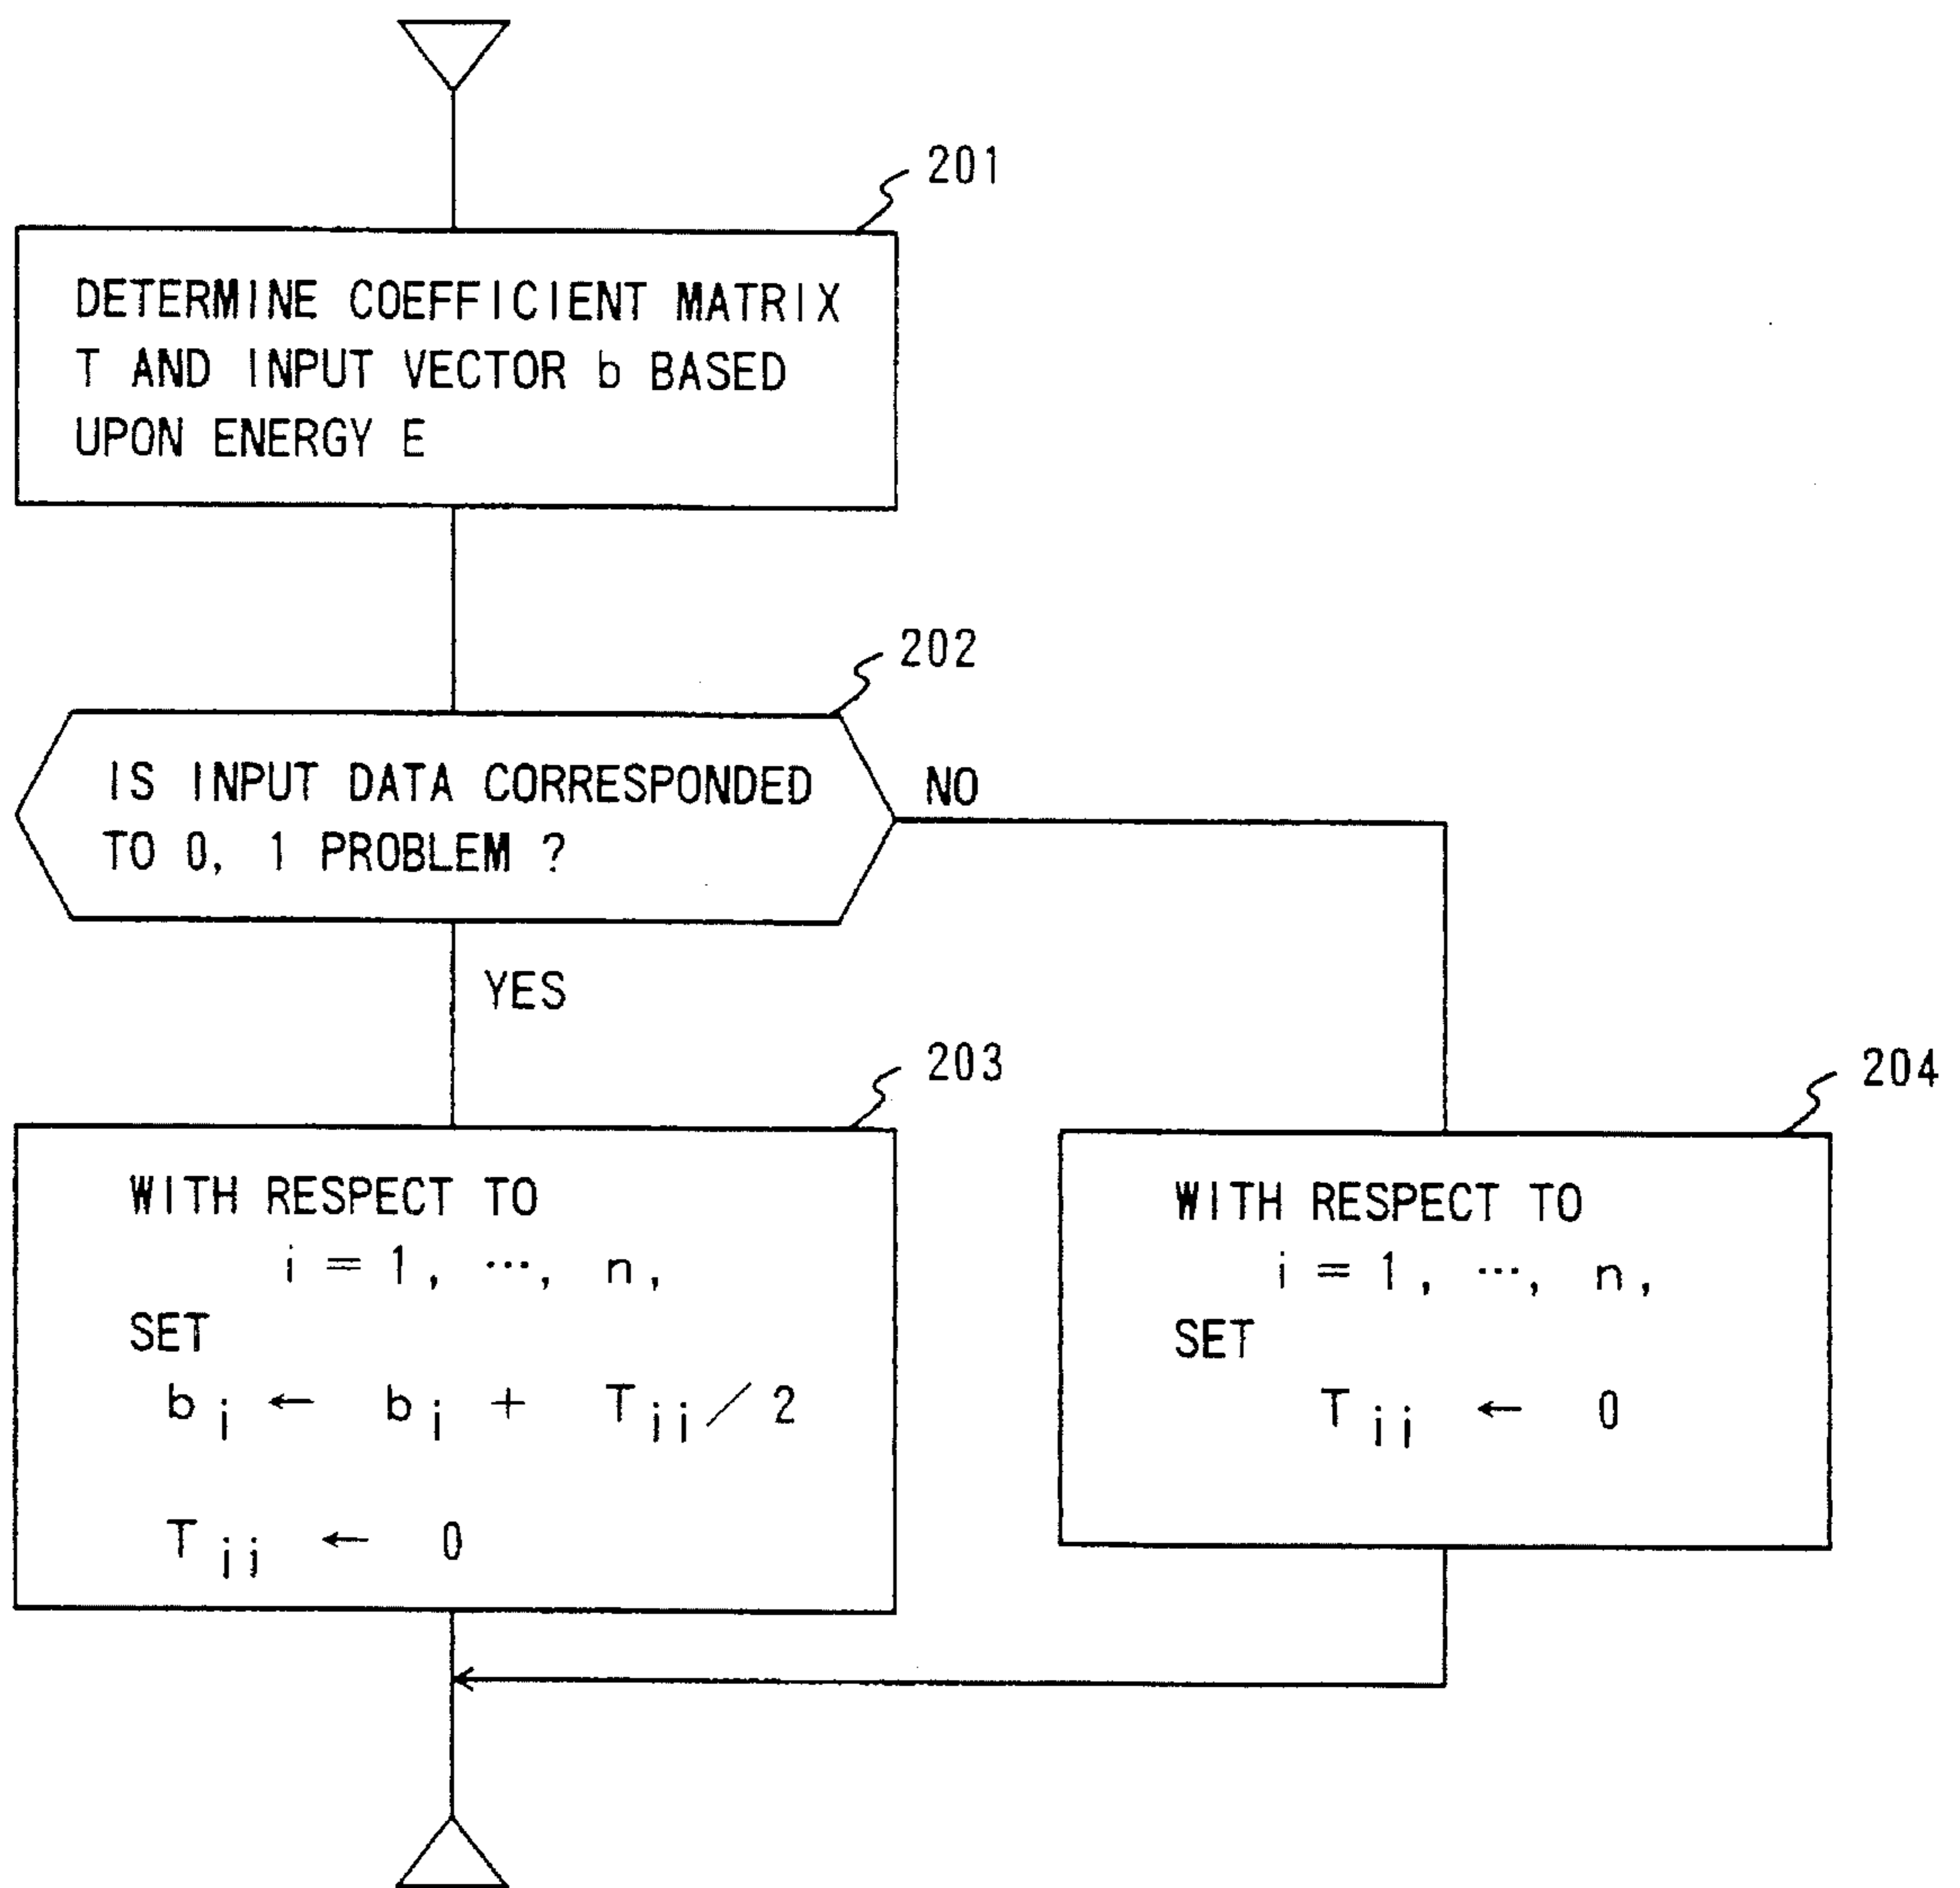 201
DETERMINE COEFFICIENT MATRIX
T AND INPUT VECTOR b BASED
UPON ENERGY E
202
IS INPUT DATA CORRESPONDED
TO 0, 1 PROBLEM ?
NO
YES
203
WITH RESPECT TO
i = 1, ···, n,
SET
b i ← b i + T ii / 2
T ii ← 0
204
WITH RESPECT TO
i = 1, ···, n,
SET
T ii ← 0